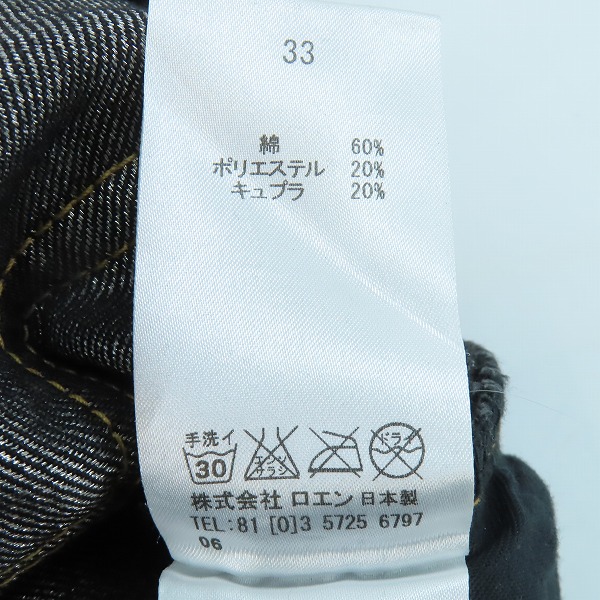 33
綿 60%
ポリエステル 20%
キュプラ 20%
手洗イ
30
エンソ
サラシ
ドライ
株式会社 ロエン 日本製
TEL:81 [0]3 5725 6797
06